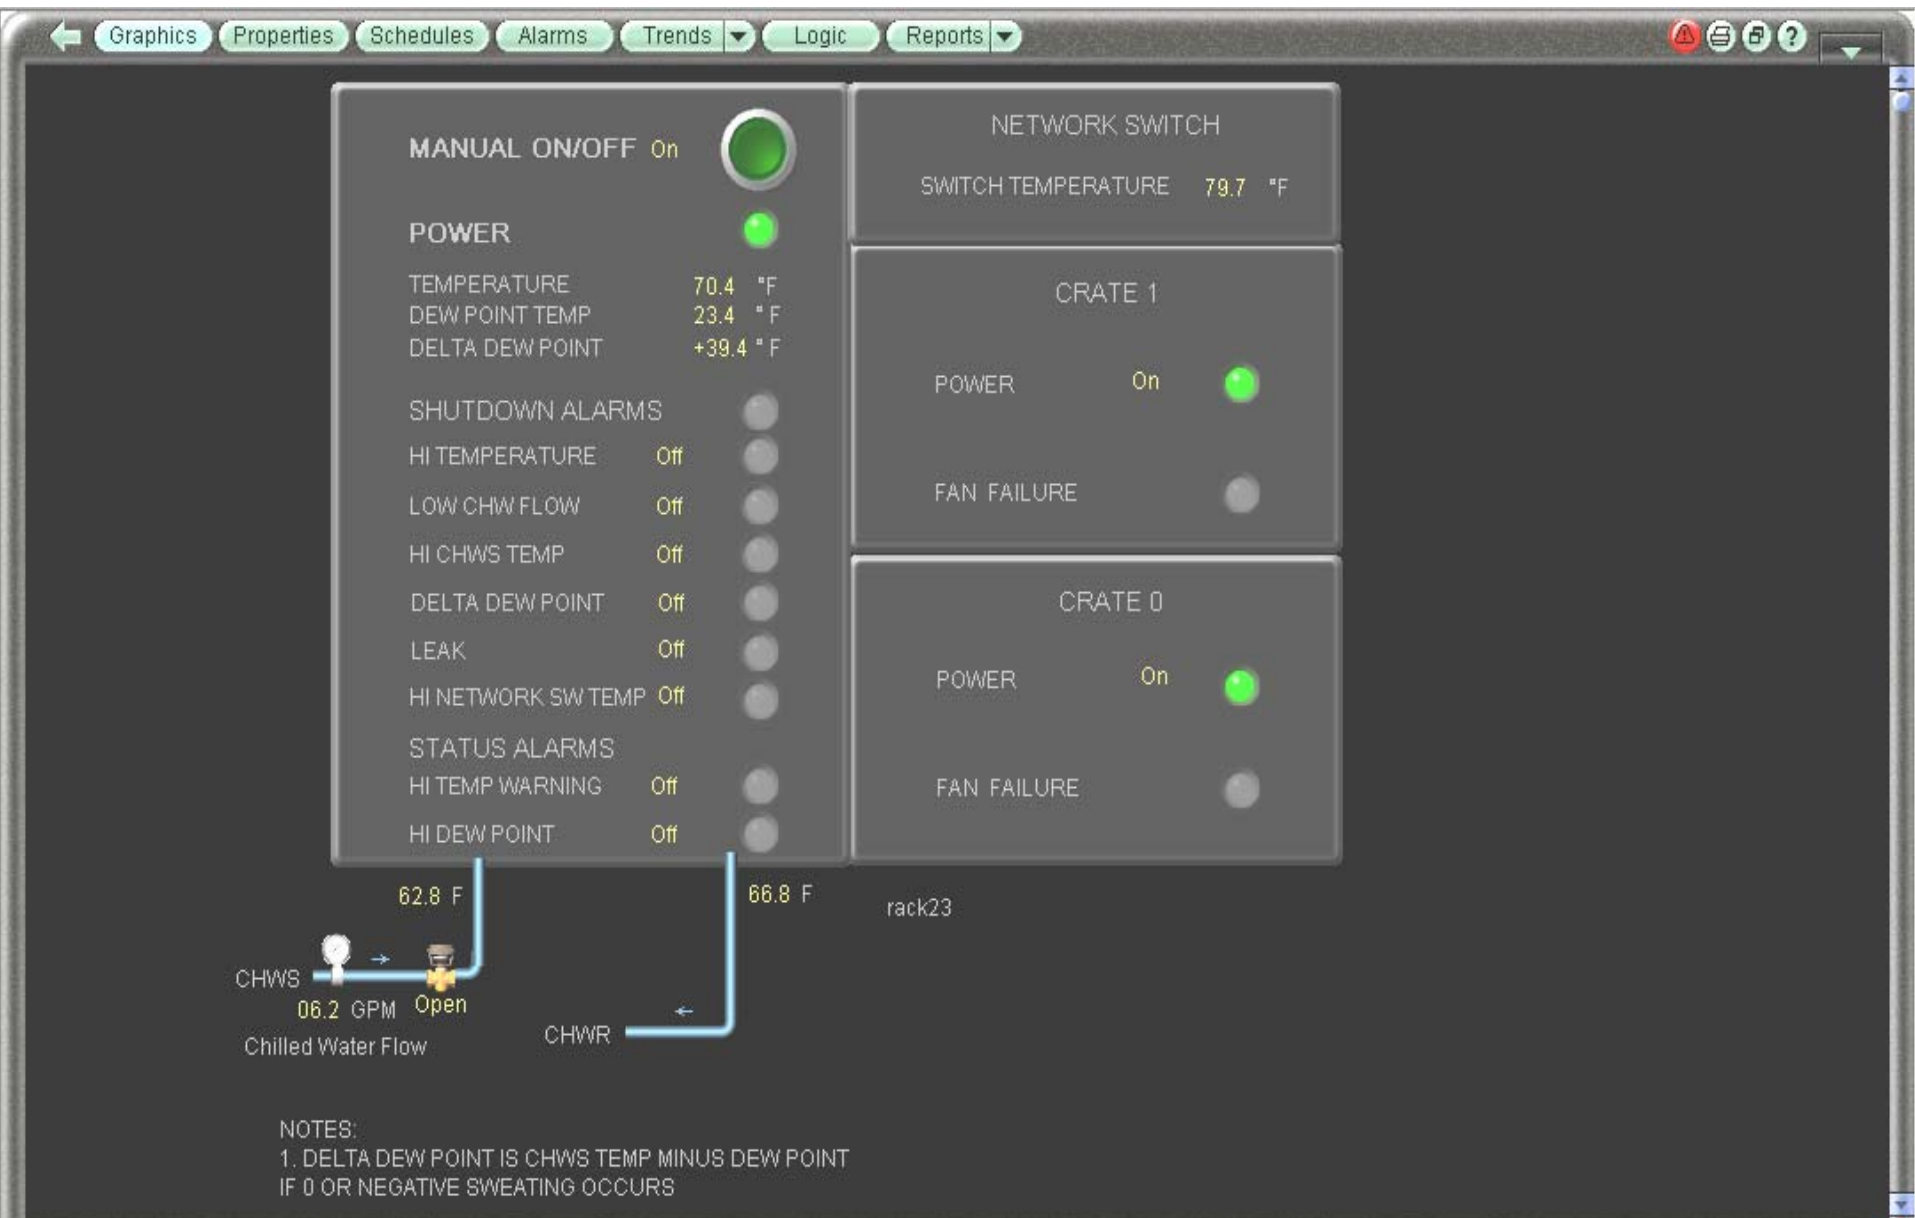 Graphics Properties Schedules Alarms Trends Logic Reports ?
MANUAL ON/OFF On
POWER
TEMPERATURE 70.4 °F
DEW POINT TEMP 23.4 ° F
DELTA DEW POINT +39.4 ° F
SHUTDOWN ALARMS
HI TEMPERATURE Off
LOW CHW FLOW Off
HI CHWS TEMP Off
DELTA DEW POINT Off
LEAK Off
HI NETWORK SW TEMP Off
STATUS ALARMS
HI TEMP WARNING Off
HI DEW POINT Off
NETWORK SWITCH
SWITCH TEMPERATURE 79.7 °F
CRATE 1
POWER On
FAN FAILURE
CRATE 0
POWER On
FAN FAILURE
62.8 F
66.8 F
rack23
CHWS
06.2 GPM Open
Chilled Water Flow
CHWR
NOTES:
1. DELTA DEW POINT IS CHWS TEMP MINUS DEW POINT
IF 0 OR NEGATIVE SWEATING OCCURS